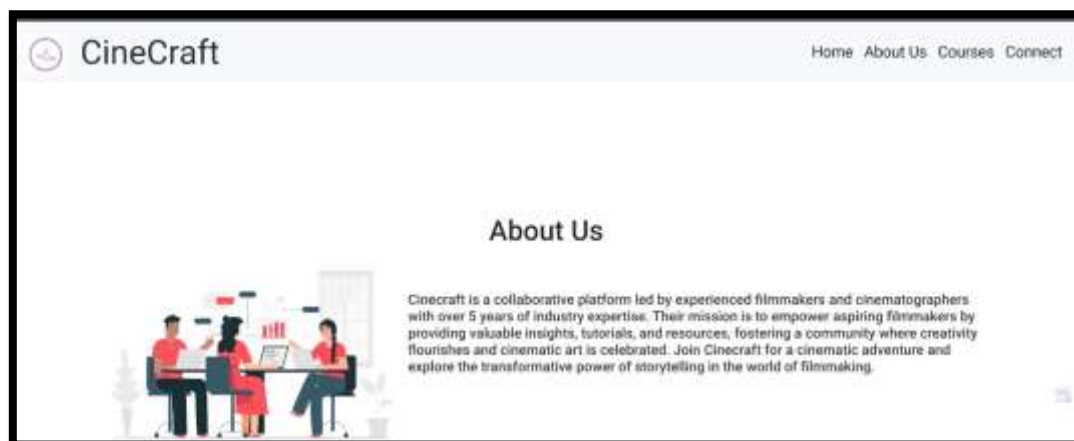 CineCraft
Home About Us Courses Connect
About Us
Cinecraft is a collaborative platform led by experienced filmmakers and cinematographers
with over 5 years of industry expertise. Their mission is to empower aspiring filmmakers by
providing valuable insights, tutorials, and resources, fostering a community where creativity
flourishes and cinematic art is celebrated. Join Cinecraft for a cinematic adventure and
explore the transformative power of storytelling in the world of filmmaking.